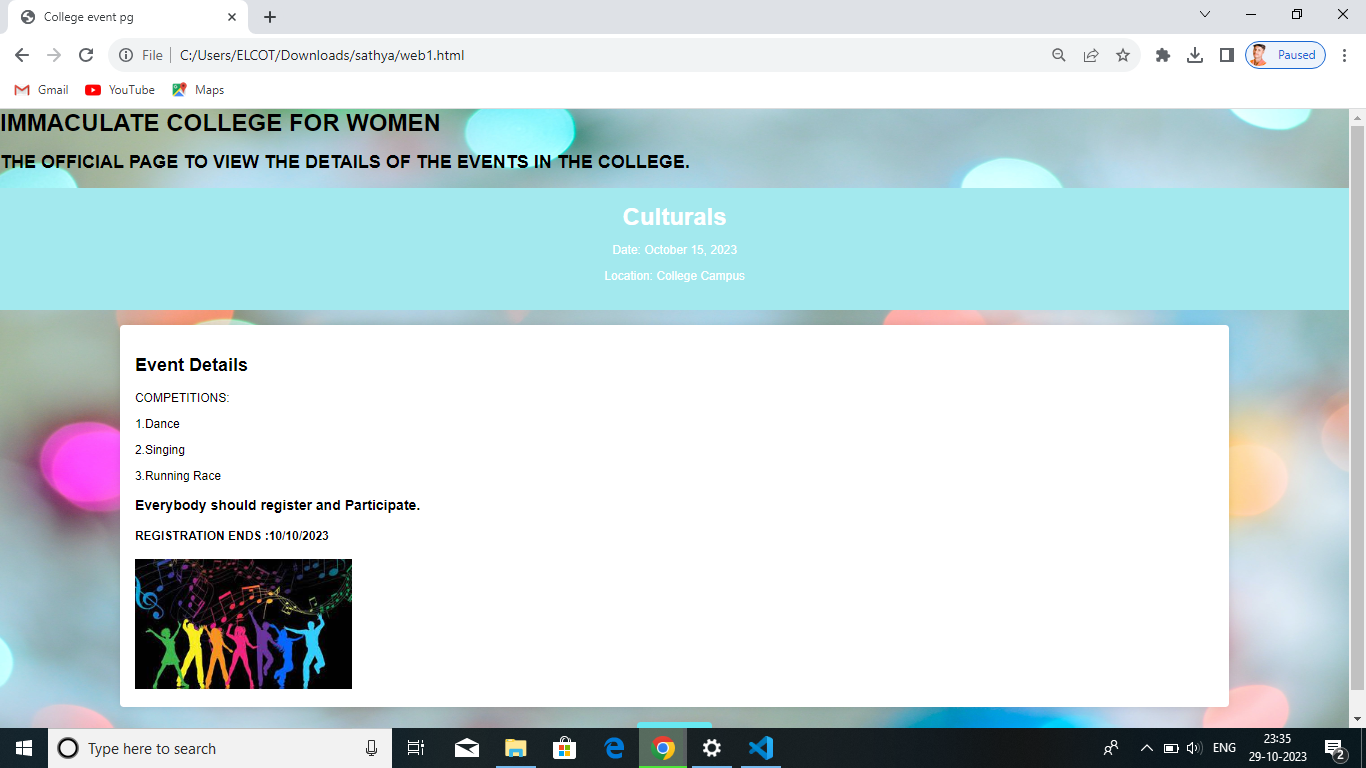 College event pg
File
C:/Users/ELCOT/Downloads/sathya/web1.html
Paused
Gmail
YouTube
Maps
IMMACULATE COLLEGE FOR WOMEN
THE OFFICIAL PAGE TO VIEW THE DETAILS OF THE EVENTS IN THE COLLEGE.
Culturals
Date: October 15, 2023
Location: College Campus
Event Details
COMPETITIONS:
1.Dance
2.Singing
3.Running Race
Everybody should register and Participate.
REGISTRATION ENDS :10/10/2023
Type here to search
ENG
23:35
29-10-2023
2